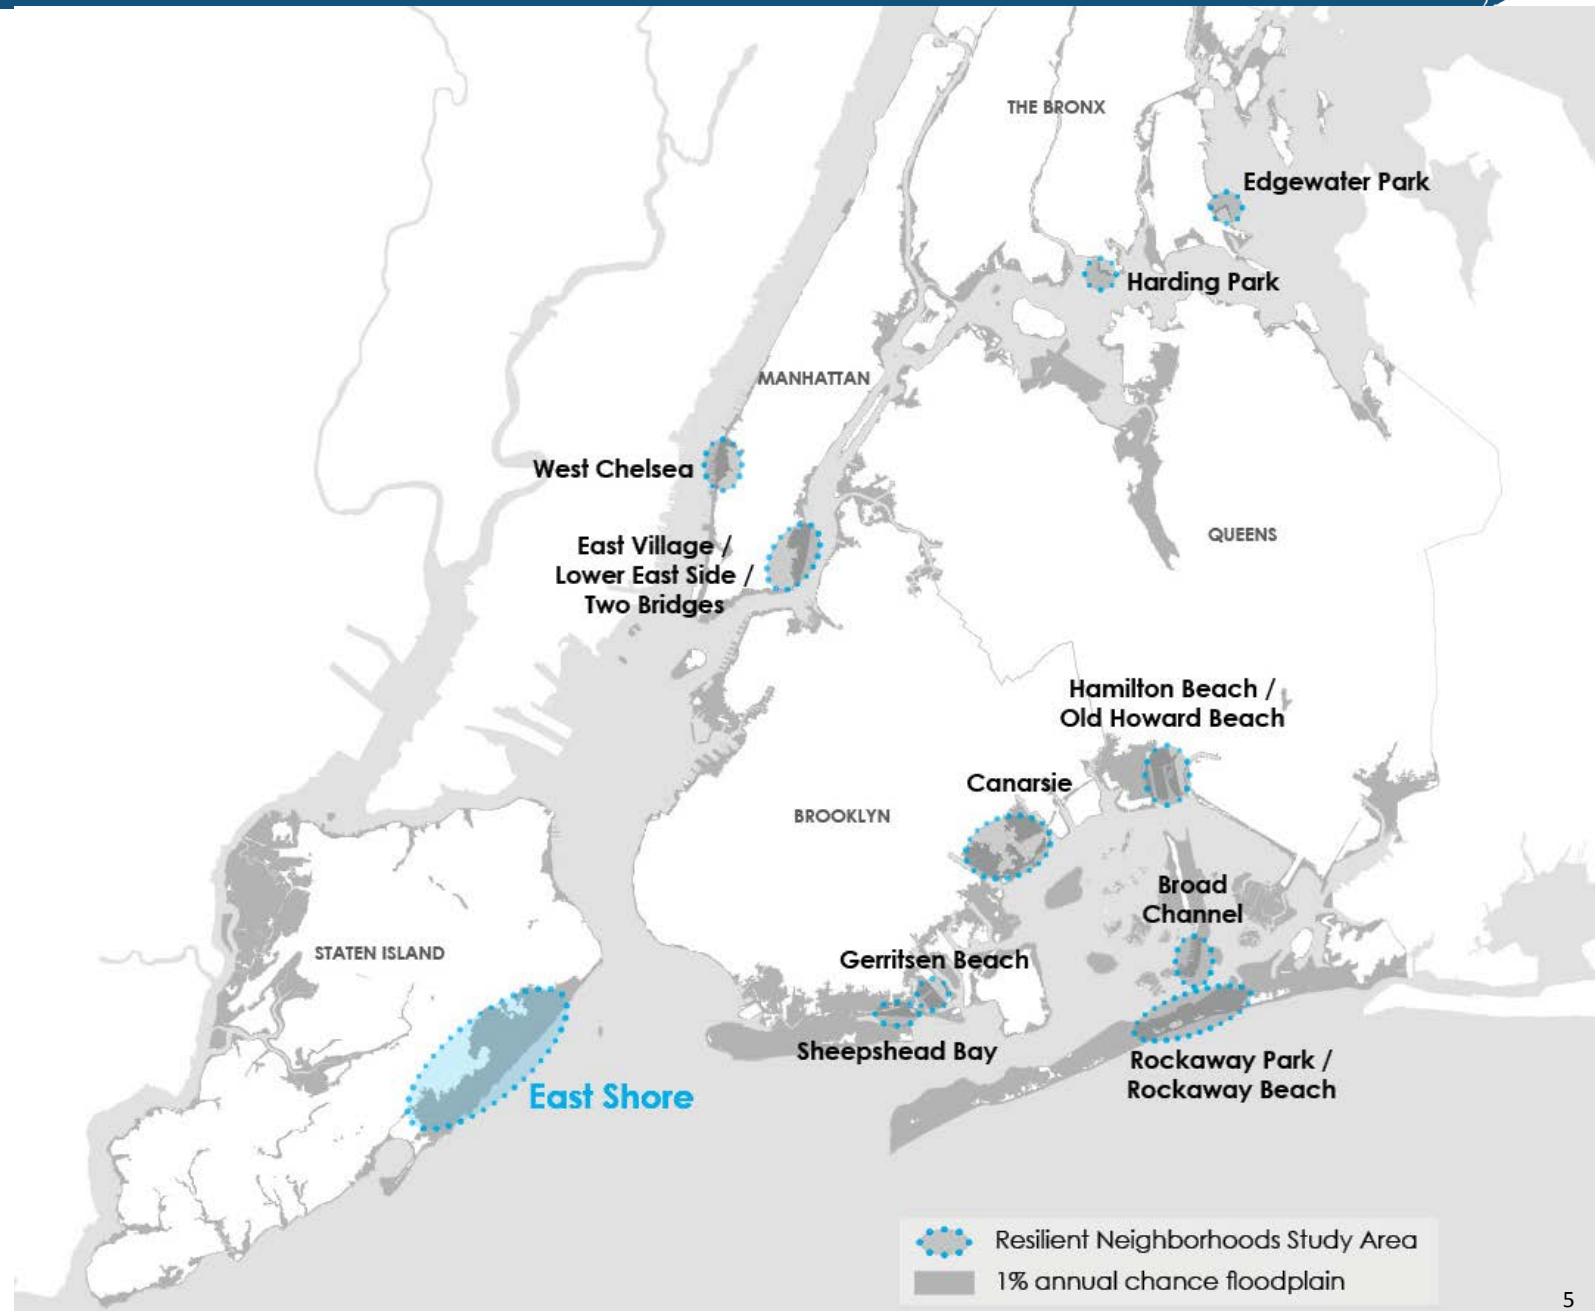 THE BRONX
Edgewater Park
Harding Park
MANHATTAN
West Chelsea
East Village /
Lower East Side /
Two Bridges
QUEENS
Hamilton Beach /
Old Howard Beach
Canarsie
BROOKLYN
Broad
Channel
STATEN ISLAND
Gerritsen Beach
Sheepshead Bay
Rockaway Park /
Rockaway Beach
East Shore
Resilient Neighborhoods Study Area
1% annual chance floodplain
5